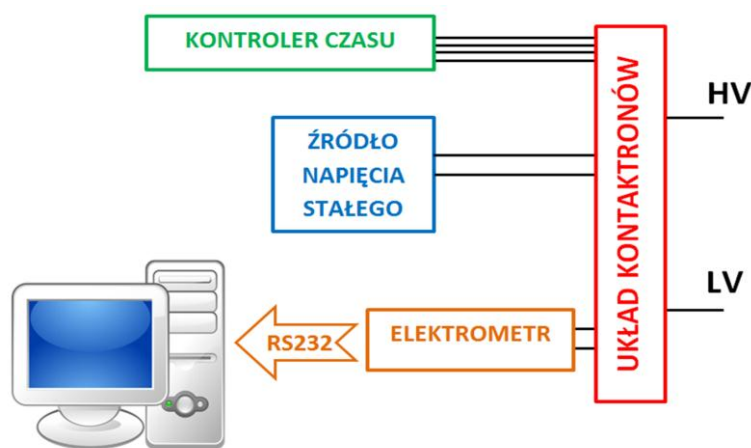 KONTROLER CZASU
ŹRÓDŁO
NAPIĘCIA
STAŁEGO
ELEKTROMETR
RS232
UKŁAD KONTAKTRONÓW
HV
LV